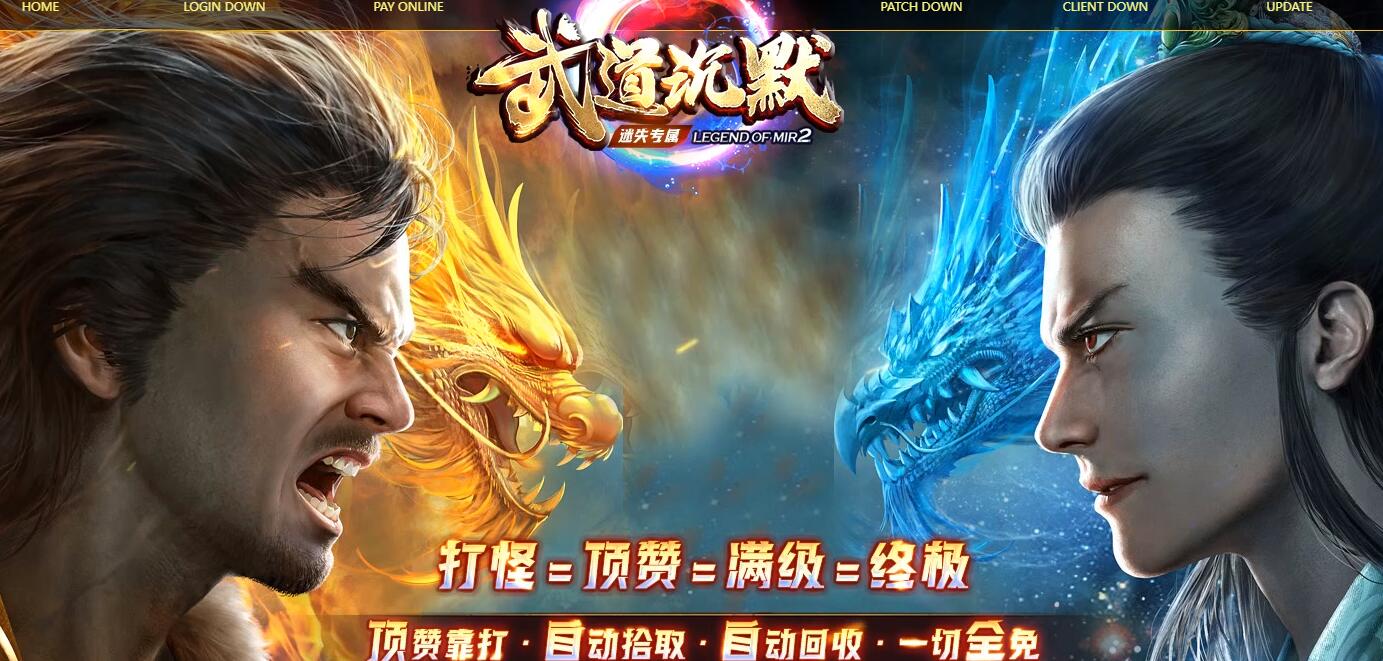 HOME LOGIN DOWN PAY ONLINE PATCH DOWN CLIENT DOWN UPDATE
武道沉默
迷失专属 LEGEND OF MIR2
打怪=顶赞=满级=终极
顶赞靠打·自动拾取·自动回收·一切全免